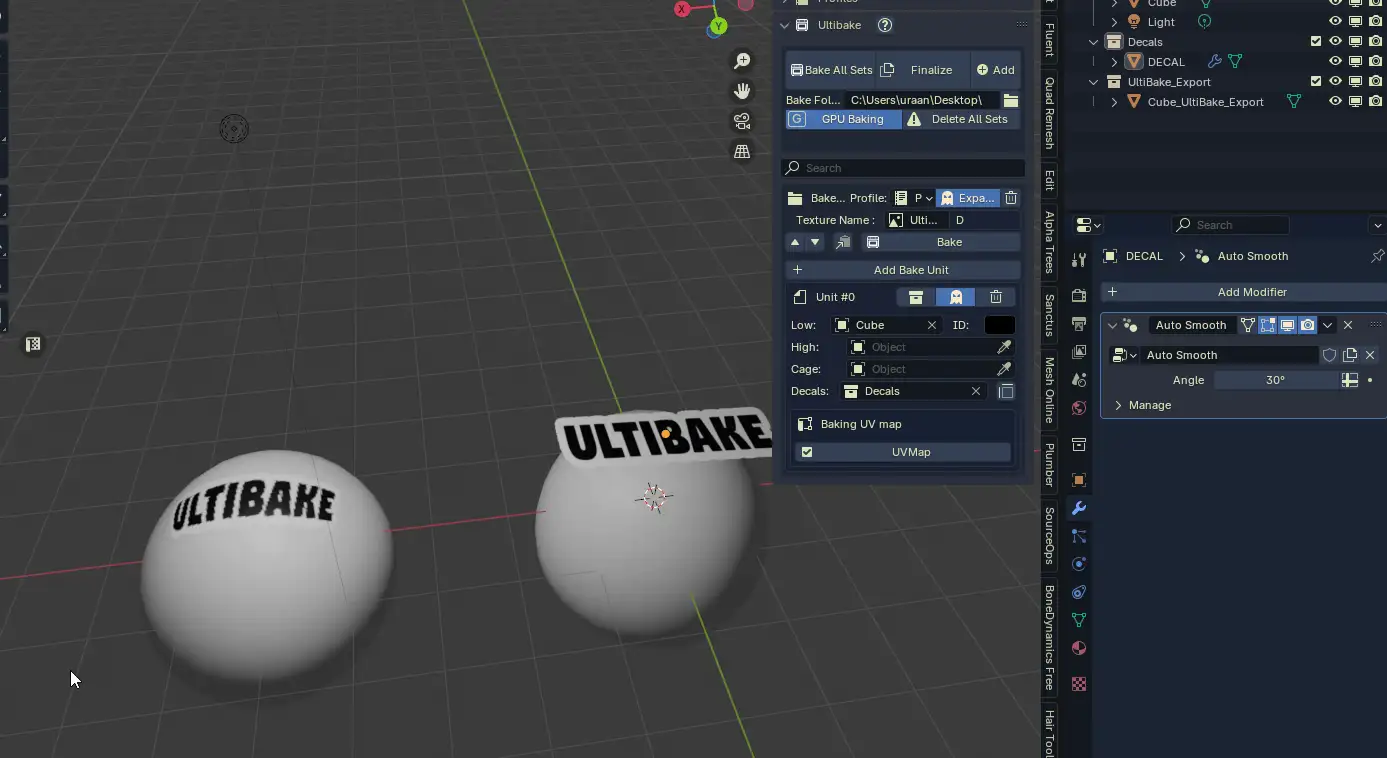 X
Y
ULTIBAKE
ULTIBAKE
Ultibake
?
Bake All Sets
Finalize
Add
Bake Fol...
C:\Users\uraan\Desktop\
G
GPU Baking
Delete All Sets
Search
Bake...
Profile:
P
Expa...
Texture Name :
Ulti...
D
Bake
Add Bake Unit
Unit #0
Low:
Cube
ID:
High:
Object
Cage:
Object
Decals:
Decals
Baking UV map
UVMap
Fluent
Quad Remesh
Edit
Alpha Trees
Sanctus
Mesh Online
Plumber
SourceOps
BoneDynamics Free
Hair Tool
Cube
Light
Decals
DECAL
UltiBake_Export
Cube_UltiBake_Export
Search
DECAL
Auto Smooth
Add Modifier
Auto Smooth
Auto Smooth
Angle
30°
Manage